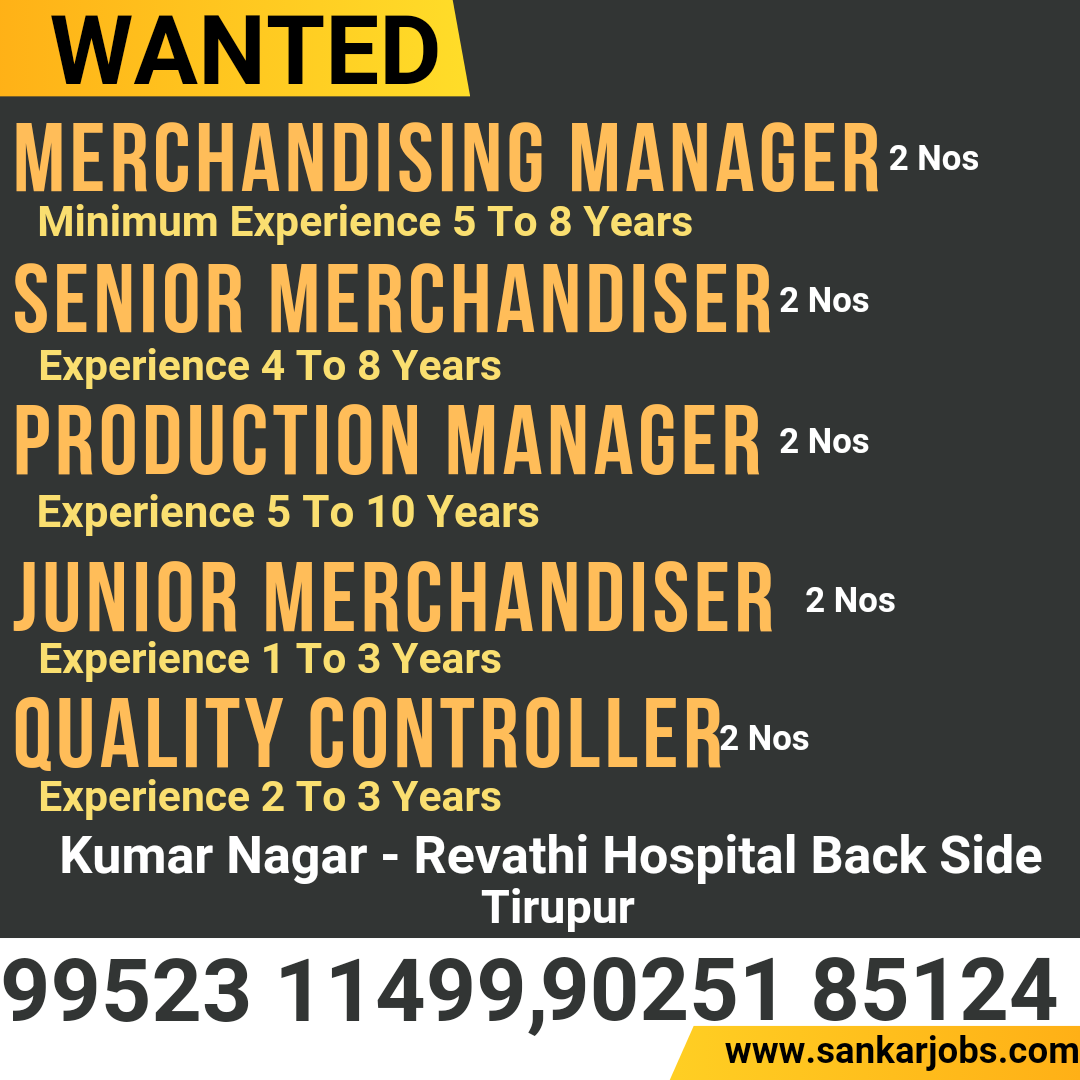 WANTED
MERCHANDISING MANAGER 2 Nos
Minimum Experience 5 To 8 Years
SENIOR MERCHANDISER 2 Nos
Experience 4 To 8 Years
PRODUCTION MANAGER 2 Nos
Experience 5 To 10 Years
JUNIOR MERCHANDISER 2 Nos
Experience 1 To 3 Years
QUALITY CONTROLLER 2 Nos
Experience 2 To 3 Years
Kumar Nagar - Revathi Hospital Back Side
Tirupur
99523 11499,90251 85124
www.sankarjobs.com